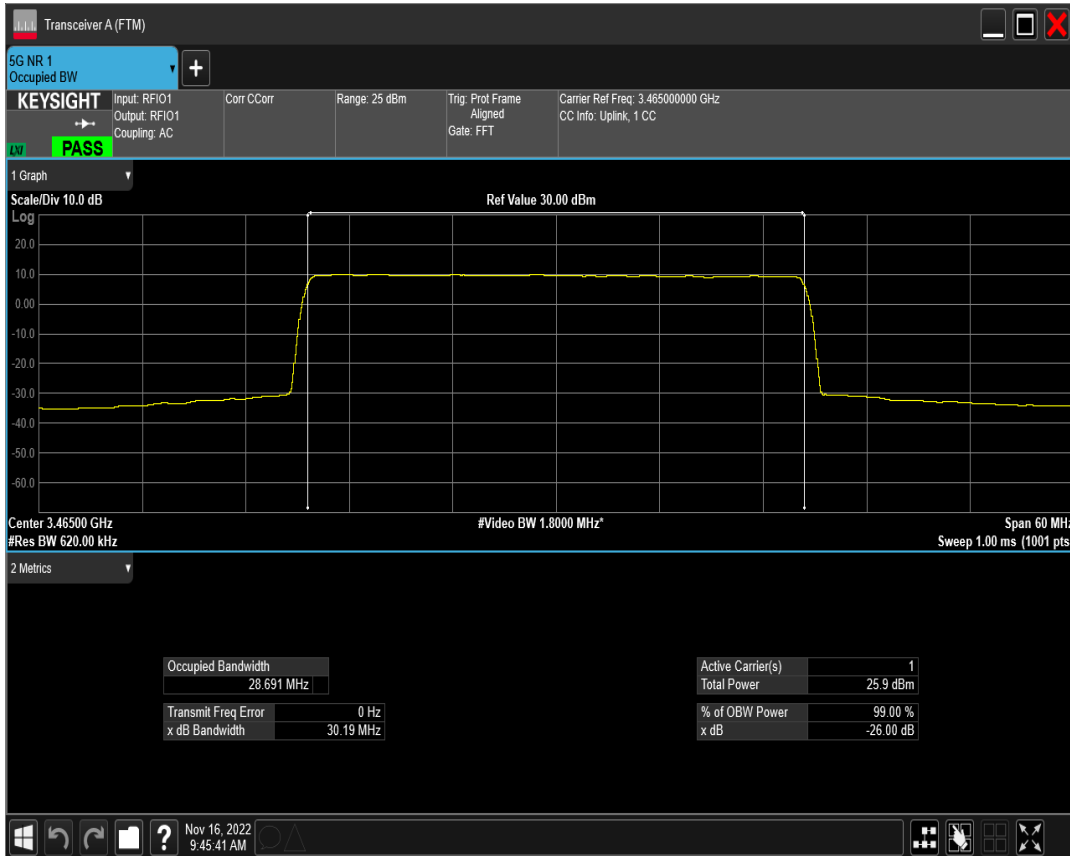 Transceiver A (FTM)
5G NR 1
Occupied BW
+
KEYSIGHT
LXI
PASS
Input: RFIO1
Output: RFIO1
Coupling: AC
Corr CCorr
Range: 25 dBm
Trig: Prot Frame
Aligned
Gate: FFT
Carrier Ref Freq: 3.465000000 GHz
CC Info: Uplink, 1 CC
1 Graph
Scale/Div 10.0 dB
Ref Value 30.00 dBm
Log
20.0
10.0
0.00
-10.0
-20.0
-30.0
-40.0
-50.0
-60.0
Center 3.46500 GHz
#Video BW 1.8000 MHz*
Span 60 MHz
#Res BW 620.00 kHz
Sweep 1.00 ms (1001 pts
2 Metrics
Occupied Bandwidth
28.691 MHz
Transmit Freq Error 0 Hz
x dB Bandwidth 30.19 MHz
Active Carrier(s) 1
Total Power 25.9 dBm
% of OBW Power 99.00 %
x dB -26.00 dB
?
Nov 16, 2022
9:45:41 AM